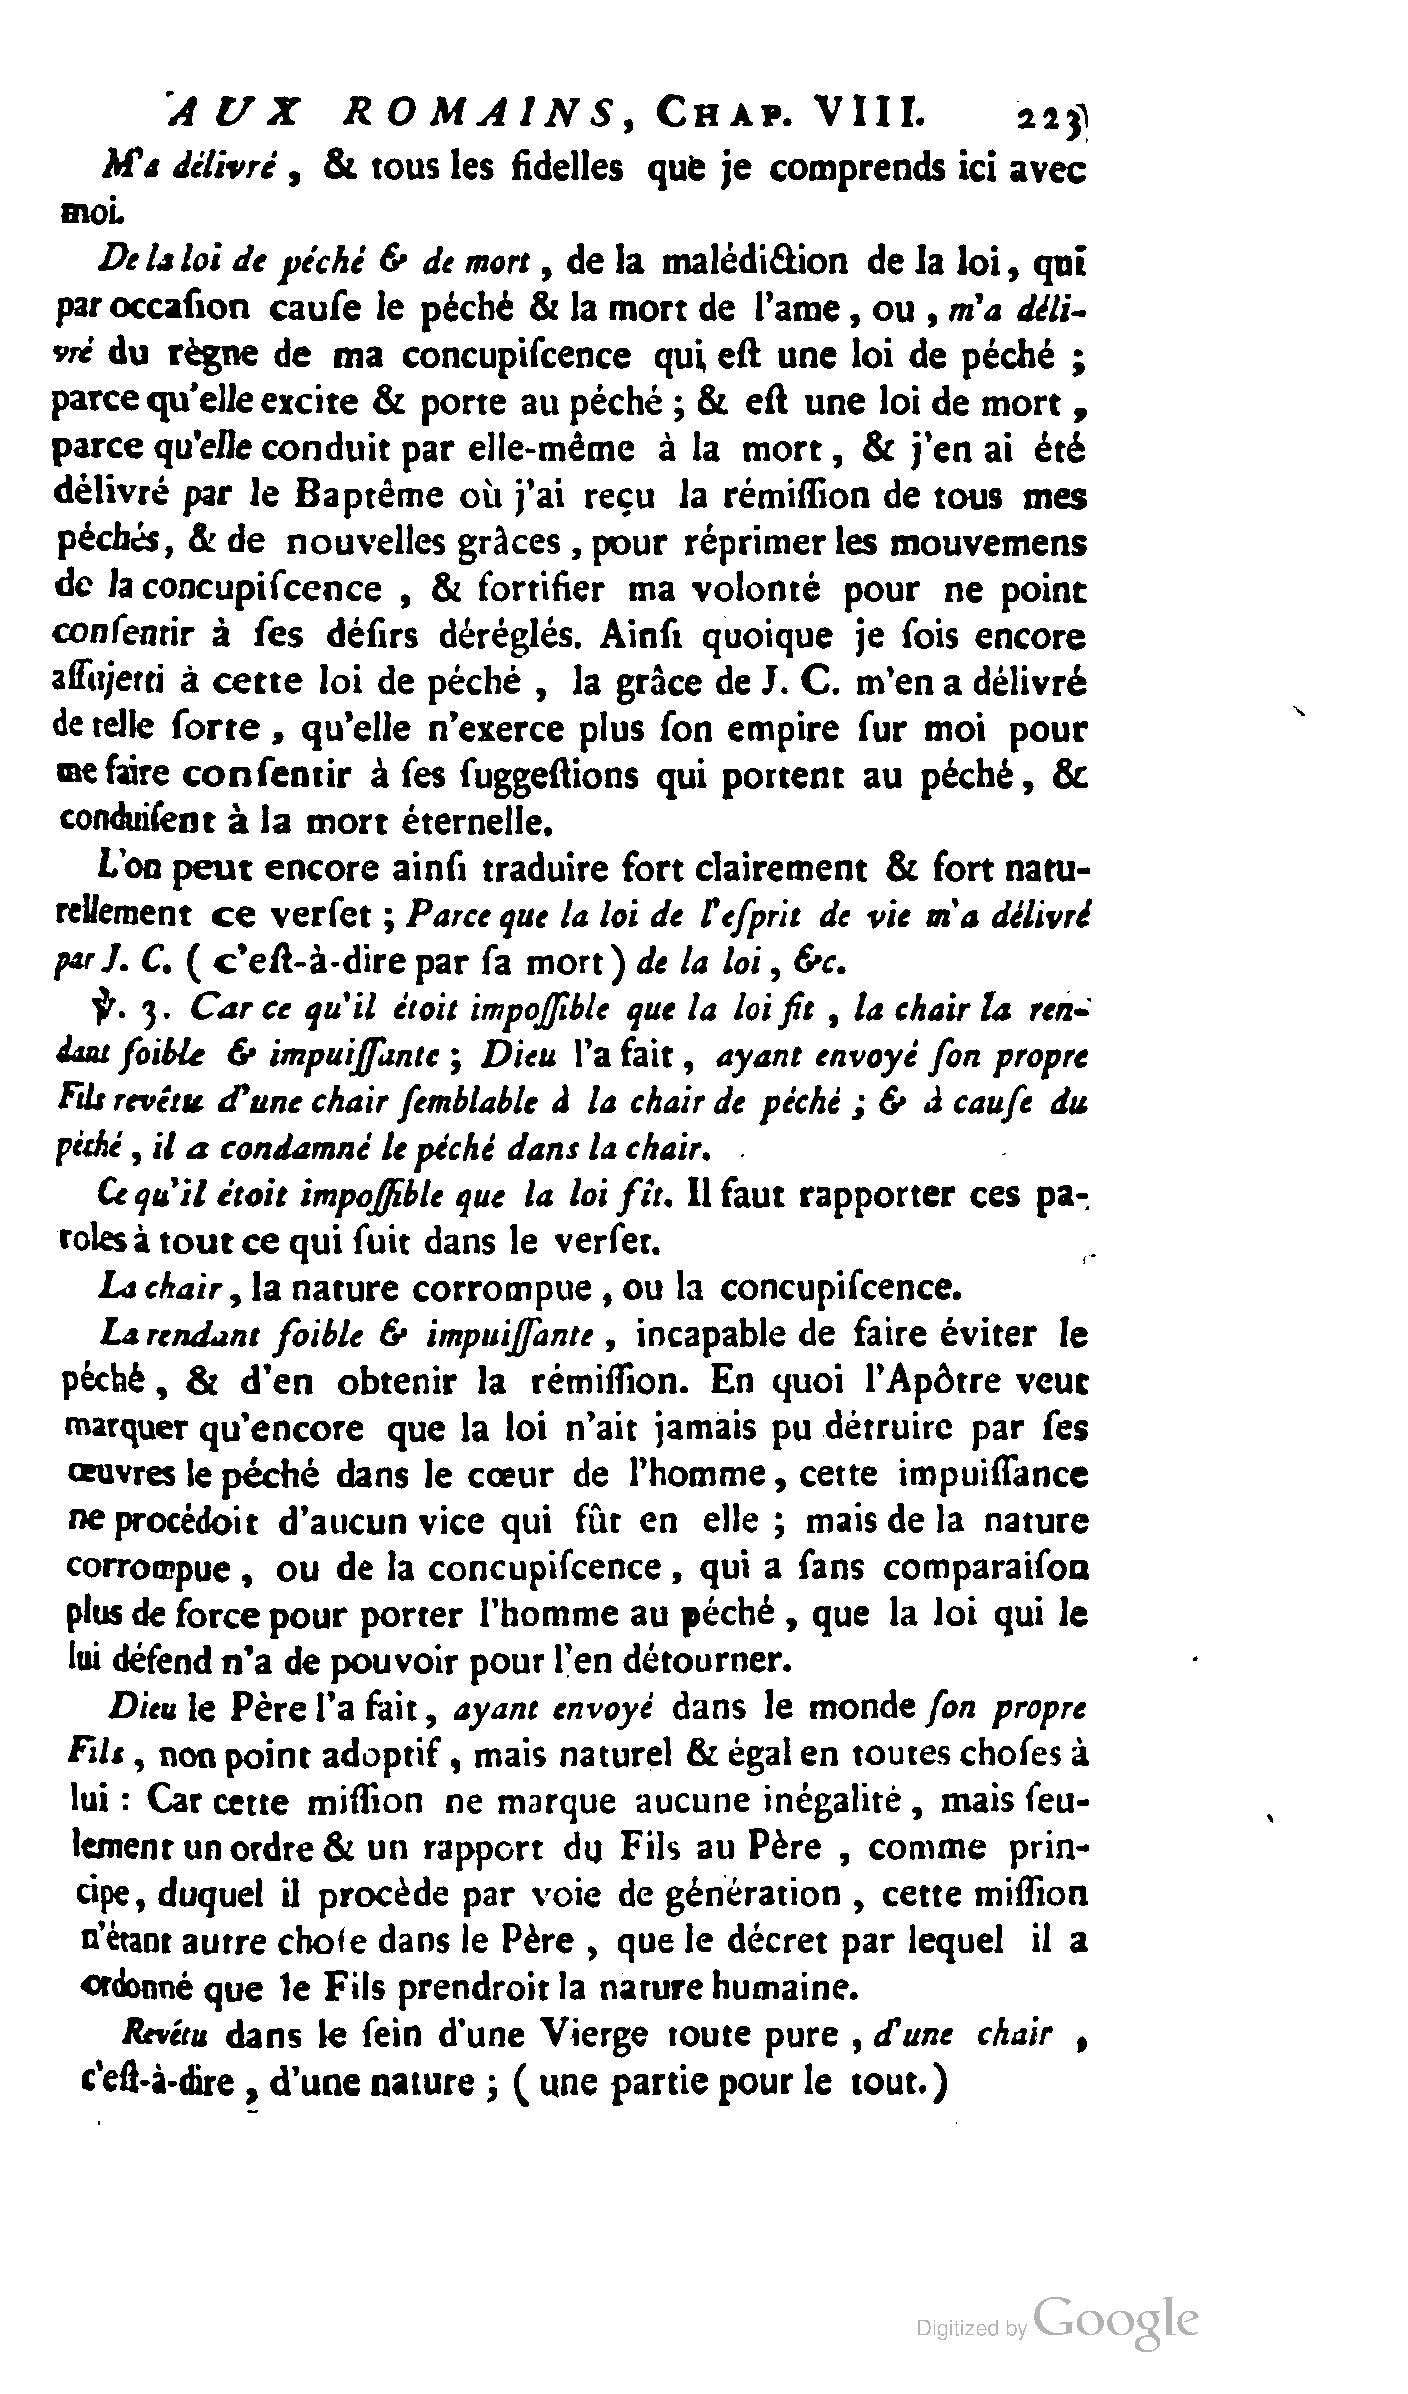 AUX ROMAINS, CHAP. VIII. 223
M'a délivré, & tous les fidelles que je comprends ici avec
moi.
De la loi de péché & de mort, de la malédiction de la loi, qui
par occaſion cauſe le péché & la mort de l'ame, ou, m'a déli-
vré du règne de ma concupiſcence qui eſt une loi de péché ;
parce qu'elle excite & porte au péché ; & eſt une loi de mort,
parce qu'elle conduit par elle-même à la mort, & j'en ai été
délivré par le Baptême où j'ai reçu la rémiſſion de tous mes
péchés, & de nouvelles grâces, pour réprimer les mouvemens
de la concupiſcence, & fortifier ma volonté pour ne point
conſentir à ſes déſirs déréglés. Ainſi quoique je ſois encore
aſſujetti à cette loi de péché, la grâce de J. C. m'en a délivré
de telle ſorte, qu'elle n'exerce plus ſon empire ſur moi pour
me faire conſentir à ſes ſuggeſtions qui portent au péché, &
conduiſent à la mort éternelle.
L'on peut encore ainſi traduire fort clairement & fort natu-
rellement ce verſet ; Parce que la loi de l'eſprit de vie m'a délivré
par J. C. ( c'eſt-à-dire par ſa mort) de la loi, &c.
℣. 3. Car ce qu'il étoit impoſſible que la loi fît, la chair la ren-
dant foible & impuiſſante ; Dieu l'a fait, ayant envoyé ſon propre
Fils revêtu d'une chair ſemblable à la chair de péché ; & à cauſe du
péché, il a condamné le péché dans la chair.
Ce qu'il étoit impoſſible que la loi fît. Il faut rapporter ces pa-
roles à tout ce qui ſuit dans le verſet.
La chair, la nature corrompue, ou la concupiſcence.
La rendant foible & impuiſſante, incapable de faire éviter le
péché, & d'en obtenir la rémiſſion. En quoi l'Apôtre veut
marquer qu'encore que la loi n'ait jamais pu détruire par ſes
œuvres le péché dans le cœur de l'homme, cette impuiſſance
ne procédoit d'aucun vice qui fût en elle ; mais de la nature
corrompue, ou de la concupiſcence, qui a ſans comparaiſon
plus de force pour porter l'homme au péché, que la loi qui le
lui défend n'a de pouvoir pour l'en détourner.
Dieu le Père l'a fait, ayant envoyé dans le monde ſon propre
Fils, non point adoptif, mais naturel & égal en toutes choſes à
lui : Car cette miſſion ne marque aucune inégalité, mais ſeu-
lement un ordre & un rapport du Fils au Père, comme prin-
cipe, duquel il procède par voie de génération, cette miſſion
n'étant autre choſe dans le Père, que le décret par lequel il a
ordonné que le Fils prendroit la nature humaine.
Revétu dans le ſein d'une Vierge toute pure, d'une chair,
c'eſt-à-dire, d'une nature ; ( une partie pour le tout.)
Digitized by Google